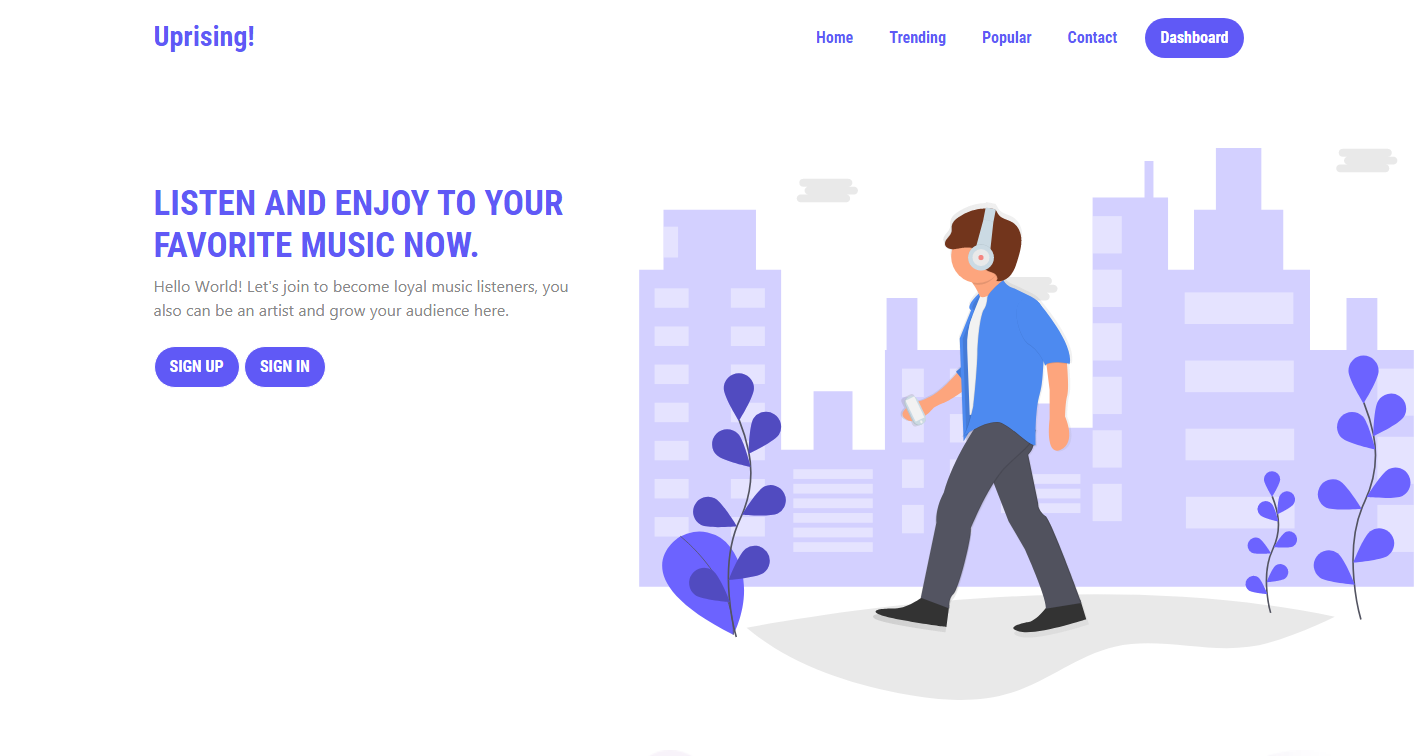 Uprising!
Home Trending Popular Contact Dashboard
LISTEN AND ENJOY TO YOUR
FAVORITE MUSIC NOW.
Hello World! Let's join to become loyal music listeners, you
also can be an artist and grow your audience here.
SIGN UP SIGN IN